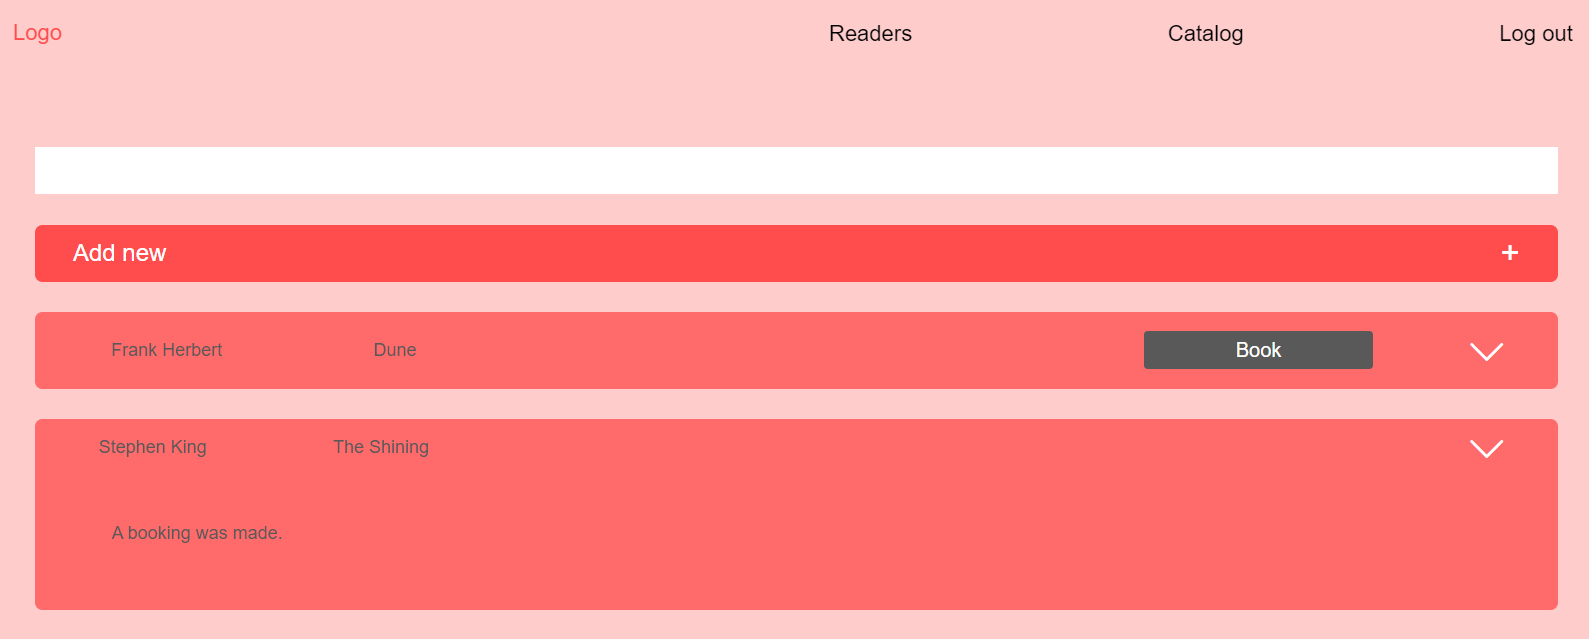 Logo Readers Catalog Log out
Add new +
Frank Herbert Dune Book
Stephen King The Shining
A booking was made.